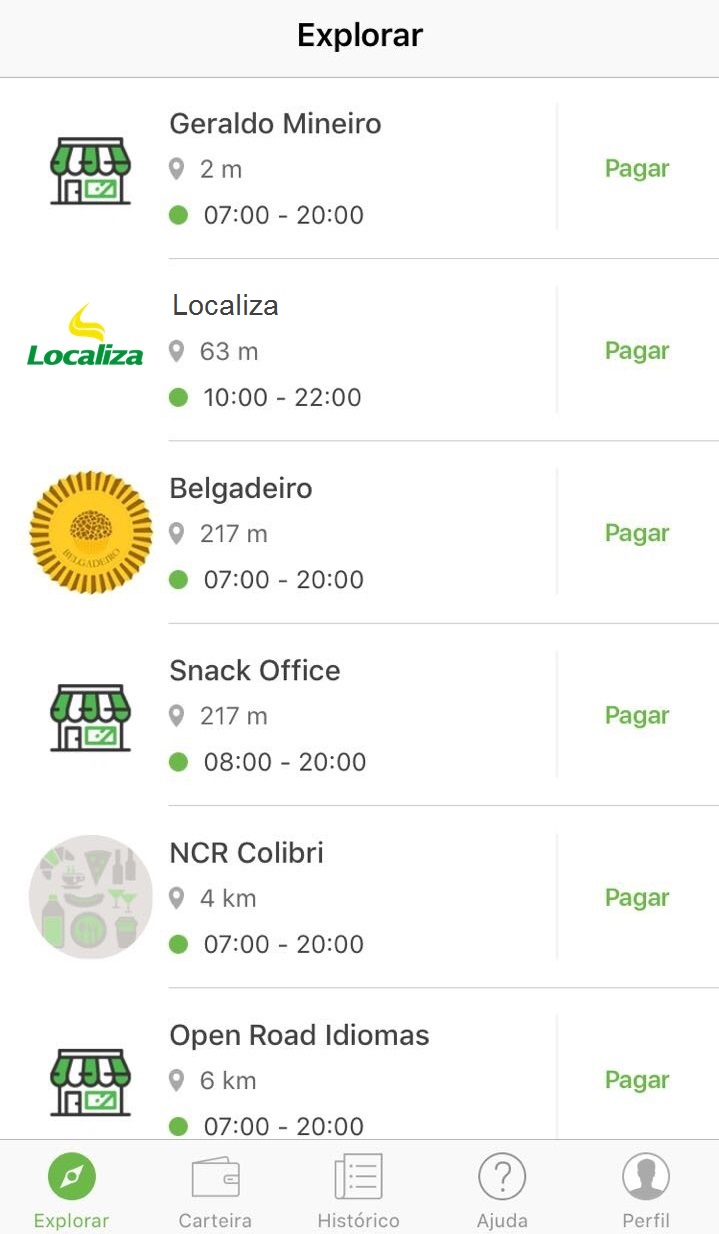 Explorar
Geraldo Mineiro
2 m
07:00 - 20:00
Pagar
Localiza
Localiza
63 m
10:00 - 22:00
Pagar
BELGADEIRO
Belgadeiro
217 m
07:00 - 20:00
Pagar
Snack Office
217 m
08:00 - 20:00
Pagar
NCR Colibri
4 km
07:00 - 20:00
Pagar
Open Road Idiomas
6 km
07:00 - 20:00
Pagar
Explorar
Carteira
Histórico
Ajuda
Perfil